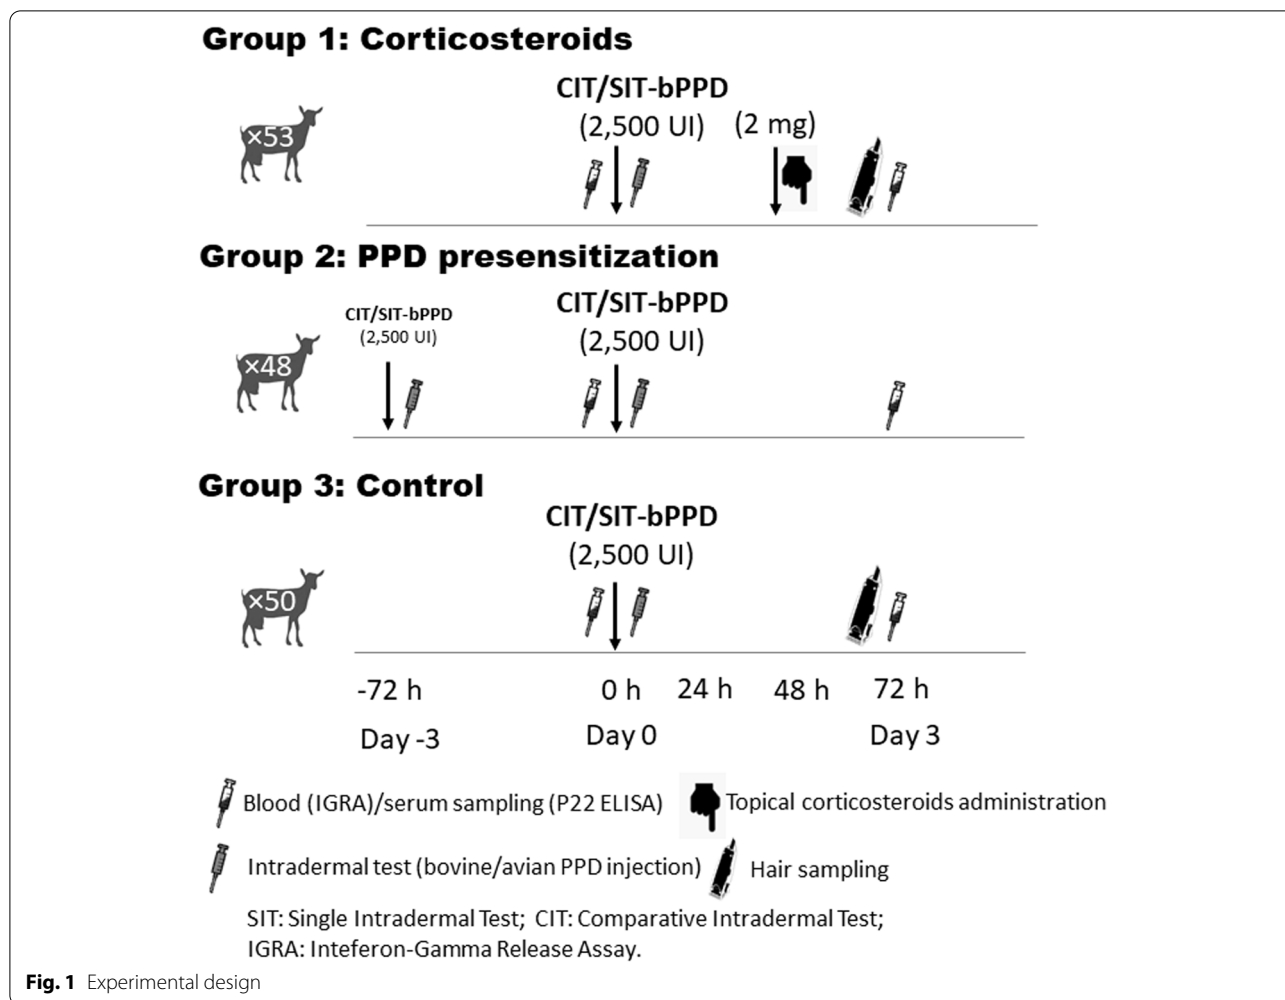 Group 1: Corticosteroids
CIT/SIT-bPPD
(2,500 UI) (2 mg)
×53
Group 2: PPD presensitization
CIT/SIT-bPPD
CIT/SIT-bPPD
(2,500 UI)
(2,500 UI)
×48
Group 3: Control
CIT/SIT-bPPD
(2,500 UI)
×50
-72 h 0 h 24 h 48 h 72 h
Day -3 Day 0 Day 3
Blood (IGRA)/serum sampling (P22 ELISA) Topical corticosteroids administration
Intradermal test (bovine/avian PPD injection) Hair sampling
SIT: Single Intradermal Test; CIT: Comparative Intradermal Test;
IGRA: Inteferon-Gamma Release Assay.
Fig. 1 Experimental design